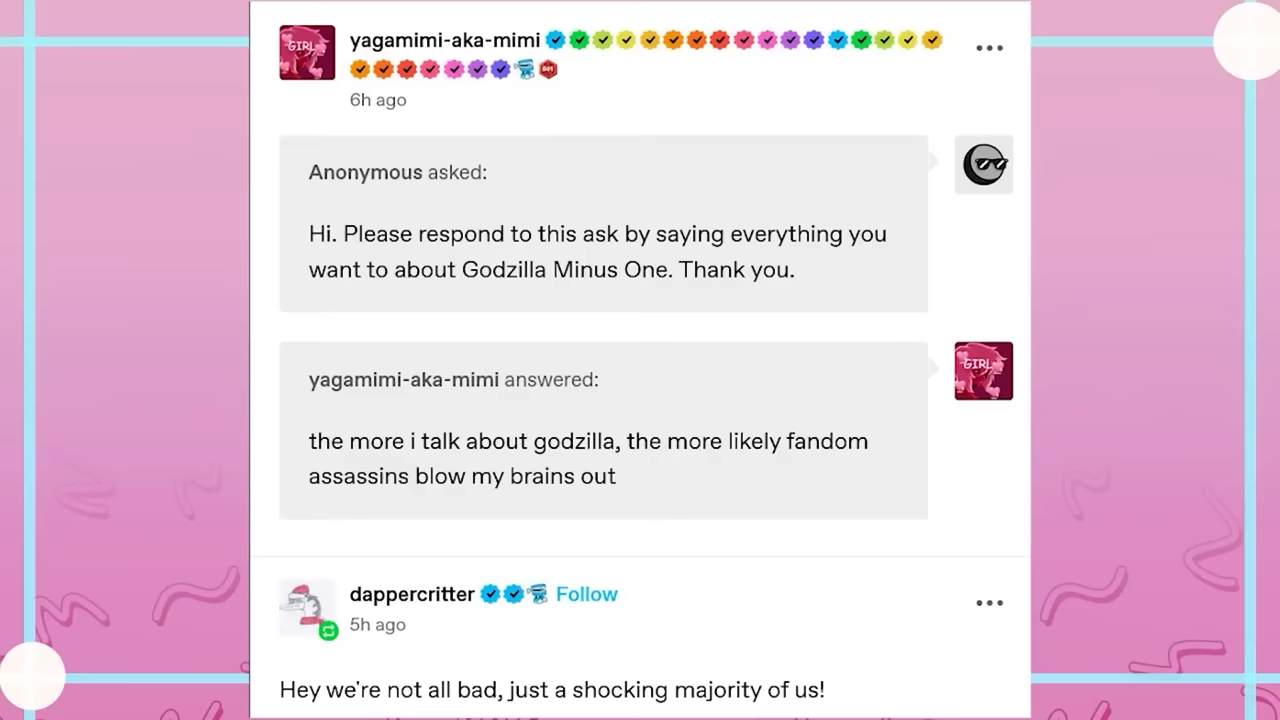 yagamimi-aka-mimi
6h ago
Anonymous asked:
Hi. Please respond to this ask by saying everything you
want to about Godzilla Minus One. Thank you.
yagamimi-aka-mimi answered:
the more i talk about godzilla, the more likely fandom
assassins blow my brains out
dappercritter Follow
5h ago
Hey we're not all bad, just a shocking majority of us!
GIRL
GIRL